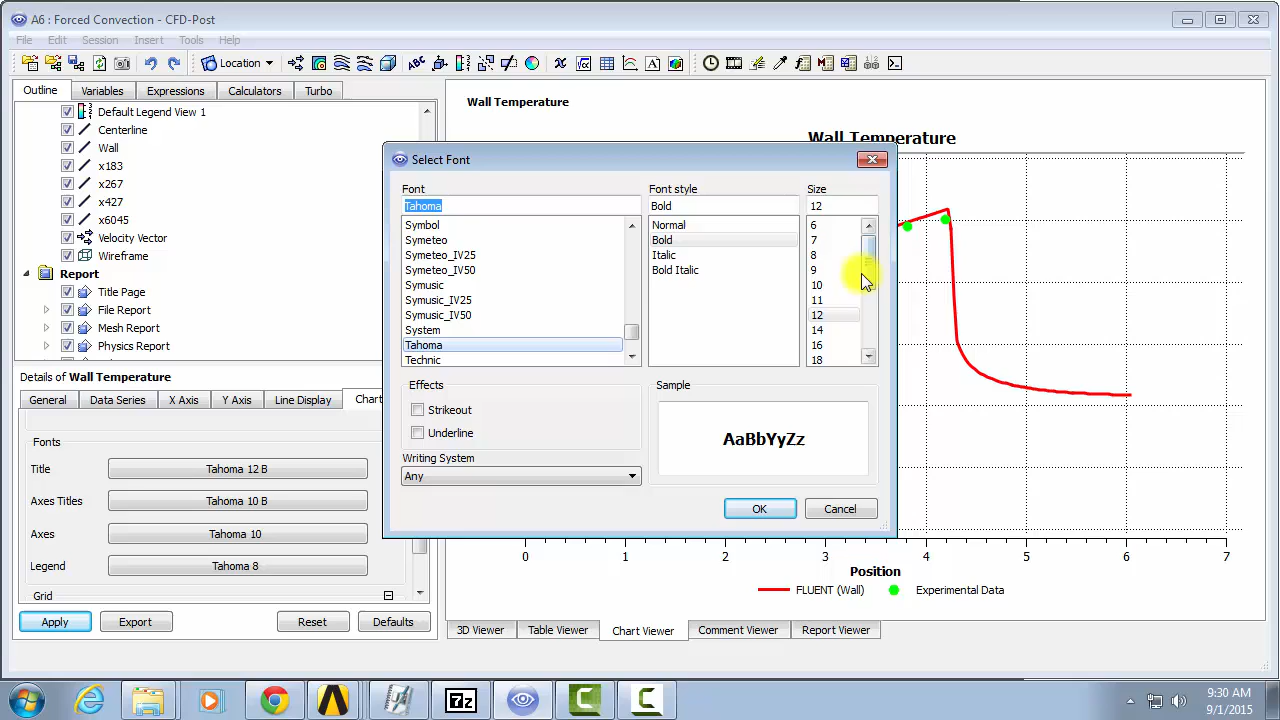 A6 : Forced Convection - CFD-Post
File Edit Session Insert Tools Help
Location
Outline Variables Expressions Calculators Turbo
Default Legend View 1
Centerline
Wall
x183
x267
x427
x6045
Velocity Vector
Wireframe
Report
Title Page
File Report
Mesh Report
Physics Report
Details of Wall Temperature
General Data Series X Axis Y Axis Line Display Chart
Fonts
Title Tahoma 12 B
Axes Titles Tahoma 10 B
Axes Tahoma 10
Legend Tahoma 8
Grid
Apply Export Reset Defaults
Wall Temperature
Wall Temperature
Select Font
Font
Tahoma
Symbol
Symeteo
Symeteo_IV25
Symeteo_IV50
Symusic
Symusic_IV25
Symusic_IV50
System
Tahoma
Technic
Font style
Bold
Normal
Bold
Italic
Bold Italic
Size
12
6
7
8
9
10
11
12
14
16
18
Effects
Strikeout
Underline
Writing System
Any
Sample
AaBbYyZz
OK Cancel
0 1 2 3 4 5 6 7
Position
FLUENT (Wall) Experimental Data
3D Viewer Table Viewer Chart Viewer Comment Viewer Report Viewer
7z
9:30 AM
9/1/2015